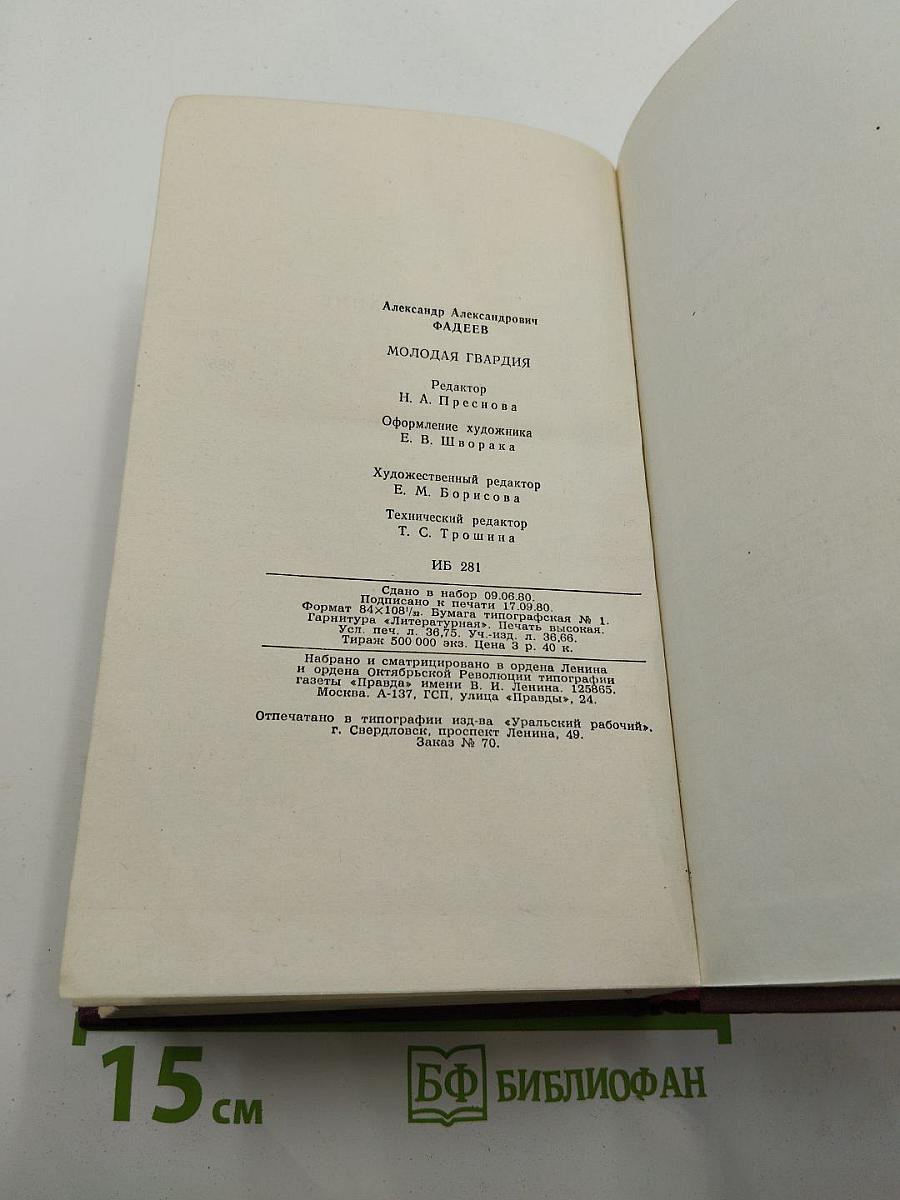 Александр Александрович
ФАДЕЕВ
МОЛОДАЯ ГВАРДИЯ
Редактор
Н. А. Преснова
Оформление художника
Е. В. Шворака
Художественный редактор
Е. М. Борисова
Технический редактор
Т. С. Трошина
ИБ 281
Сдано в набор 09.06.80.
Подписано к печати 17.09.80.
Формат 84×108¹/₃₂. Бумага типографская № 1.
Гарнитура «Литературная». Печать высокая.
Усл. печ. л. 36,75. Уч.-изд. л. 36,66.
Тираж 500 000 экз. Цена 3 р. 40 к.
Набрано и сматрицировано в ордена Ленина
и ордена Октябрьской Революции типографии
газеты «Правда» имени В. И. Ленина. 125865.
Москва. А-137, ГСП, улица «Правды», 24.
Отпечатано в типографии изд-ва «Уральский рабочий».
г. Свердловск, проспект Ленина, 49.
Заказ № 70.
15 см
БФ БИБЛИОФАН